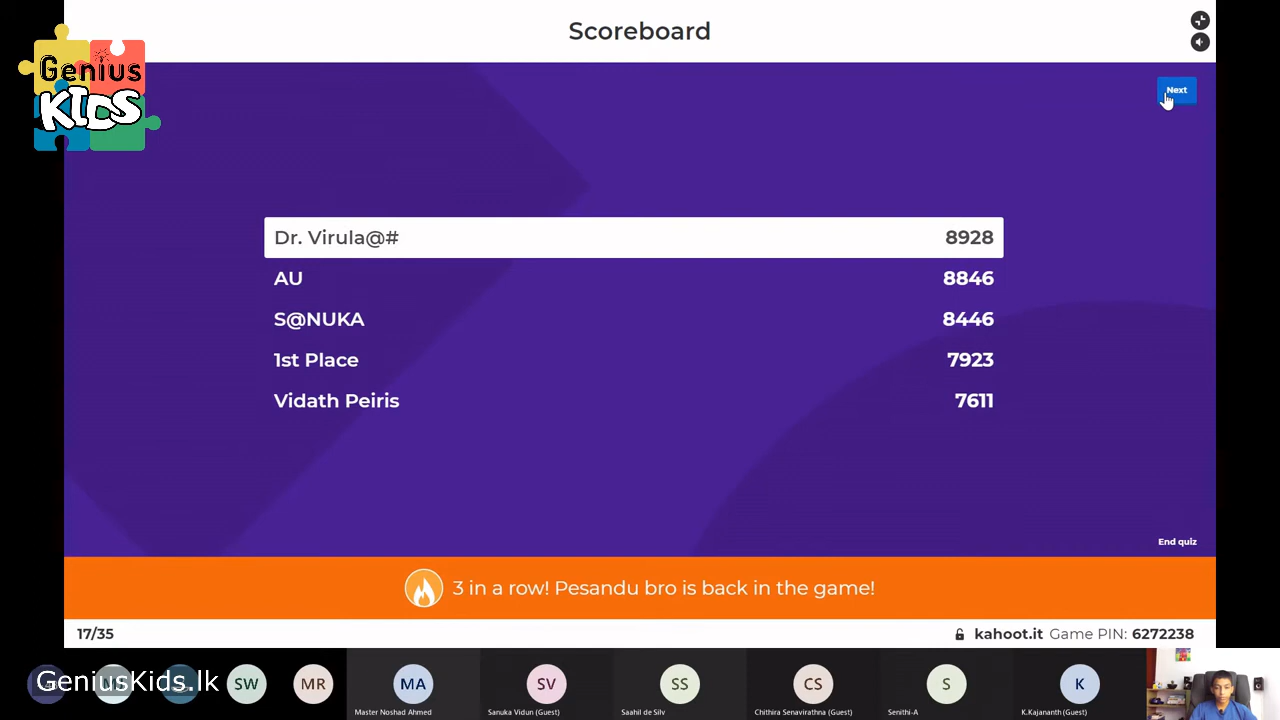 Scoreboard
Genius
KIDS
Next
Dr. Virula@# 8928
AU 8846
S@NUKA 8446
1st Place 7923
Vidath Peiris 7611
End quiz
3 in a row! Pesandu bro is back in the game!
17/35
kahoot.it Game PIN: 6272238
GeniusKids.lk
SW
MR
MA
SV
SS
CS
S
K
Master Noshad Ahmed
Sanuka Vidun (Guest)
Saahil de Silv
Chithira Senavirathna (Guest)
Senithi-A
K.Kajananth (Guest)